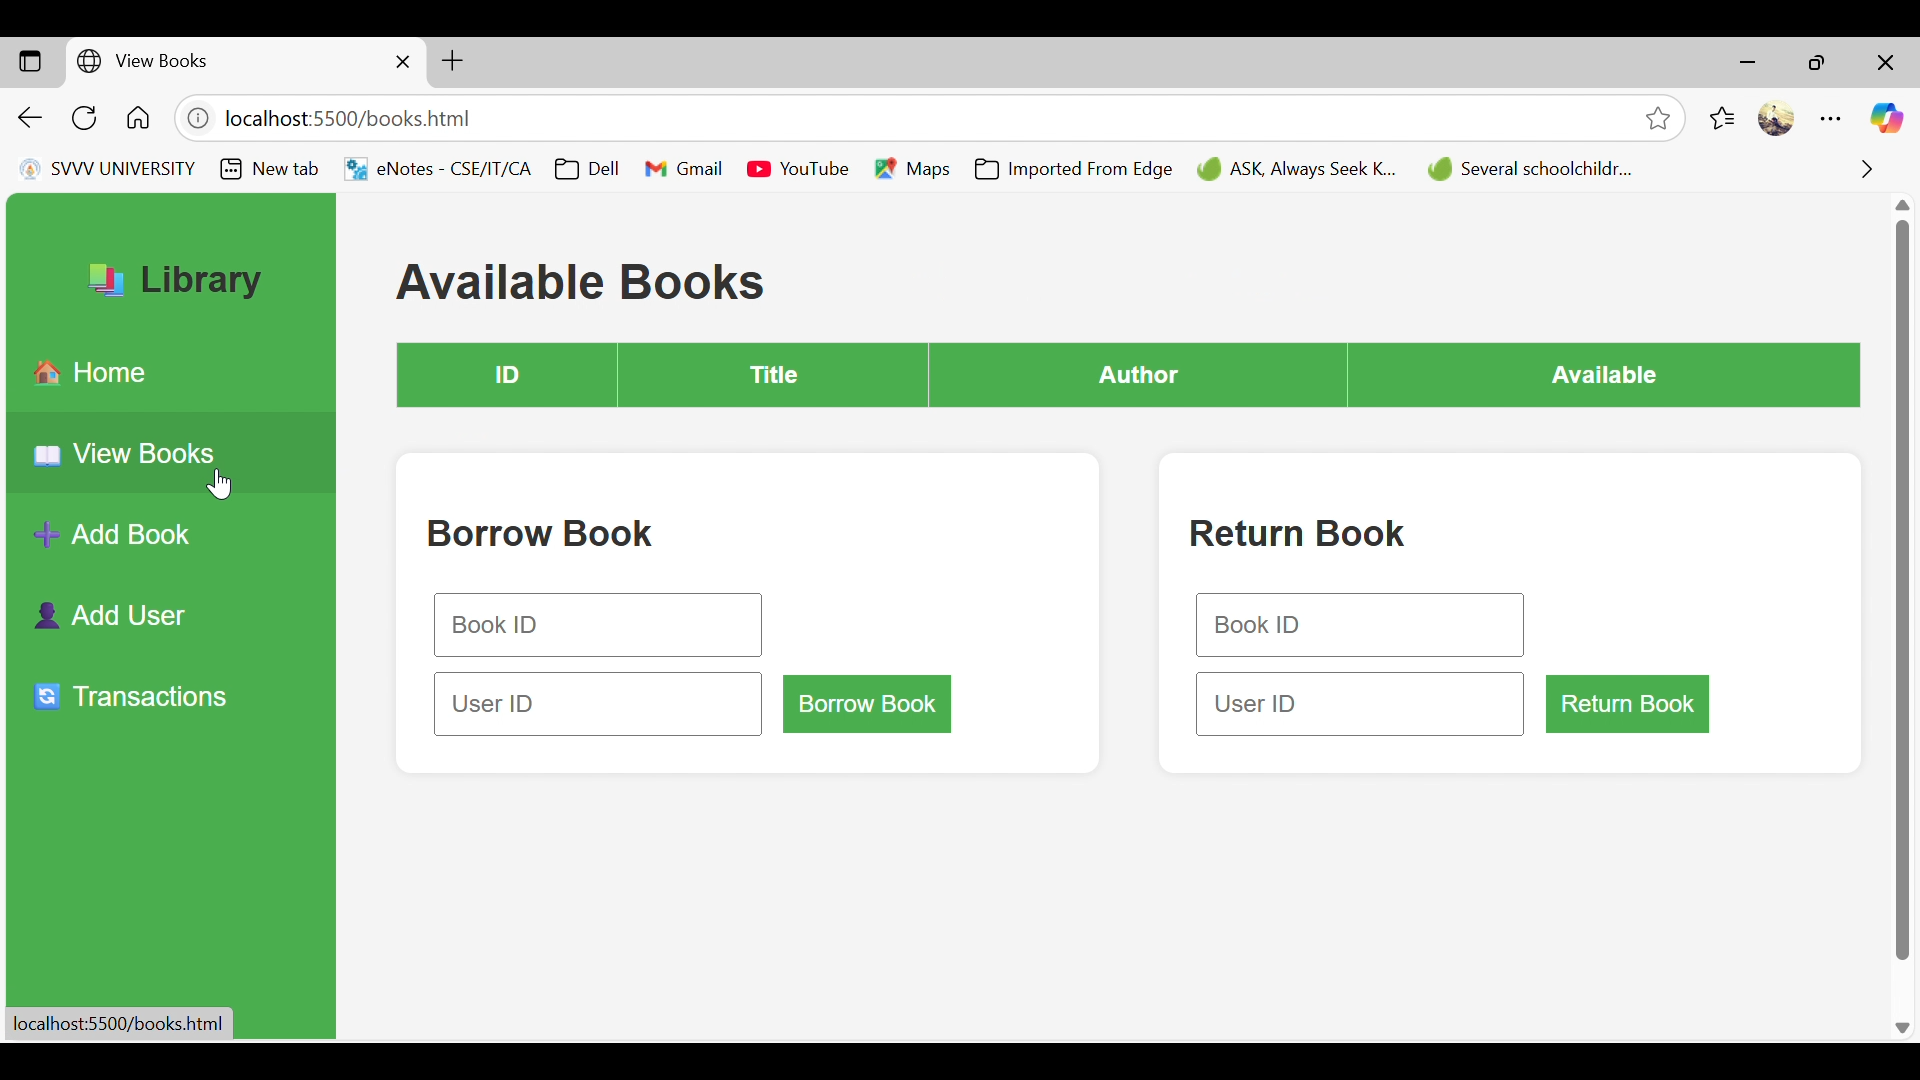 View Books
localhost:5500/books.html
SVVV UNIVERSITY New tab eNotes - CSE/IT/CA Dell Gmail YouTube Maps Imported From Edge ASK, Always Seek K... Several schoolchildr...
Library
Home
View Books
Add Book
Add User
Transactions
Available Books
ID Title Author Available
Borrow Book
Book ID
User ID Borrow Book
Return Book
Book ID
User ID Return Book
localhost:5500/books.html